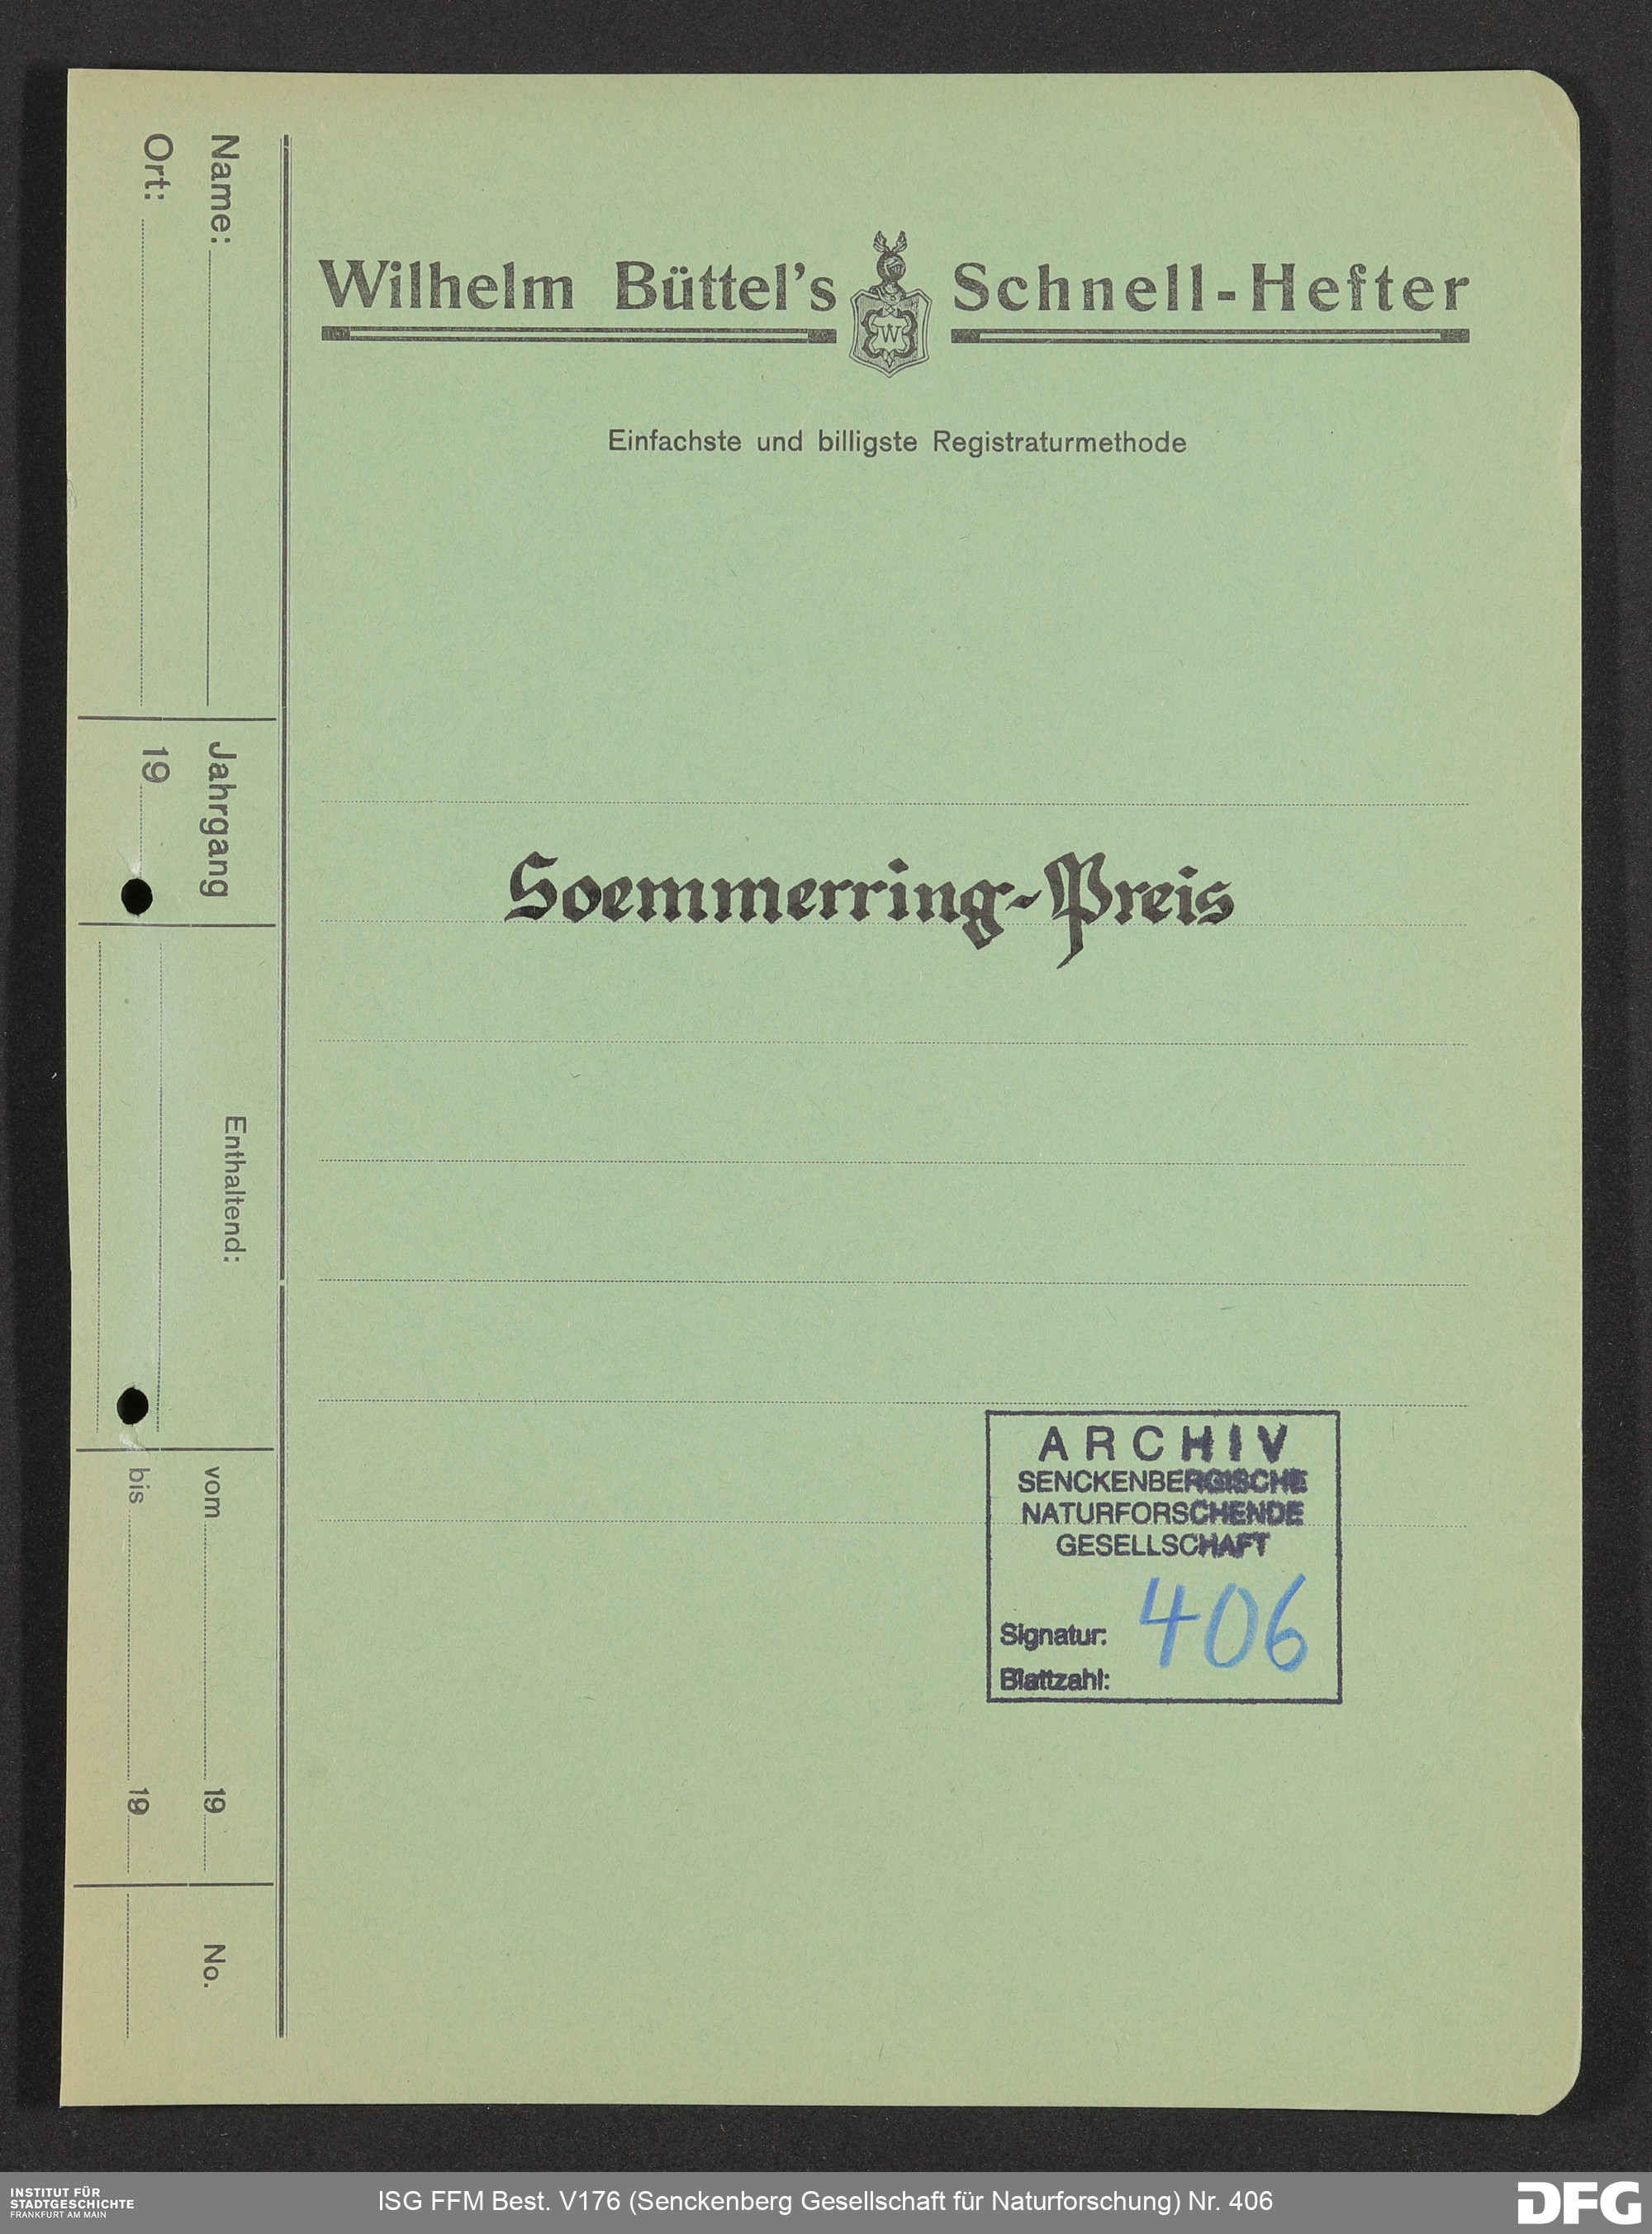 Wilhelm Büttel's Schnell-Hefter
W
Einfachste und billigste Registraturmethode
Soemmerring-Preis
ARCHIV
SENCKENBERGISCHE
NATURFORSCHENDE
GESELLSCHAFT
Signatur: 406
Blattzahl:
Name:
Ort:
Jahrgang
19
Enthaltend:
vom 19
bis 19
No.
INSTITUT FÜR
STADTGESCHICHTE
FRANKFURT AM MAIN
ISG FFM Best. V176 (Senckenberg Gesellschaft für Naturforschung) Nr. 406
DFG